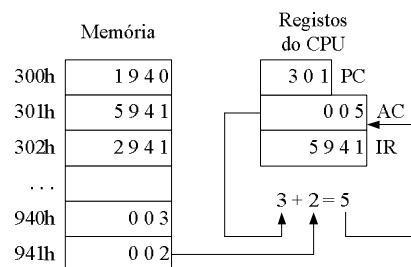 Memória
Registos
do CPU
300h 1 9 4 0
301h 5 9 4 1
302h 2 9 4 1
. . .
940h 0 0 3
941h 0 0 2
3 0 1 PC
0 0 5 AC
5 9 4 1 IR
3 + 2 = 5